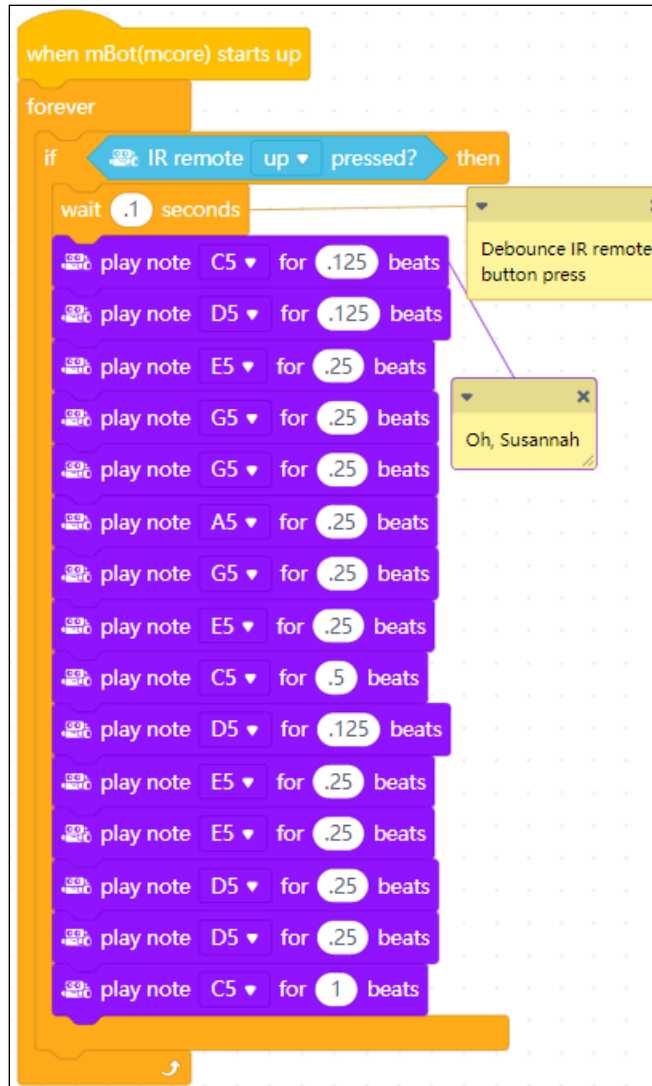 when mBot(mcore) starts up
forever
if IR remote up ▾ pressed? then
wait .1 seconds
Debounce IR remote
button press
play note C5 ▾ for .125 beats
play note D5 ▾ for .125 beats
play note E5 ▾ for .25 beats
play note G5 ▾ for .25 beats
Oh, Susannah
play note G5 ▾ for .25 beats
play note A5 ▾ for .25 beats
play note G5 ▾ for .25 beats
play note E5 ▾ for .25 beats
play note C5 ▾ for .5 beats
play note D5 ▾ for .125 beats
play note E5 ▾ for .25 beats
play note E5 ▾ for .25 beats
play note D5 ▾ for .25 beats
play note D5 ▾ for .25 beats
play note C5 ▾ for 1 beats